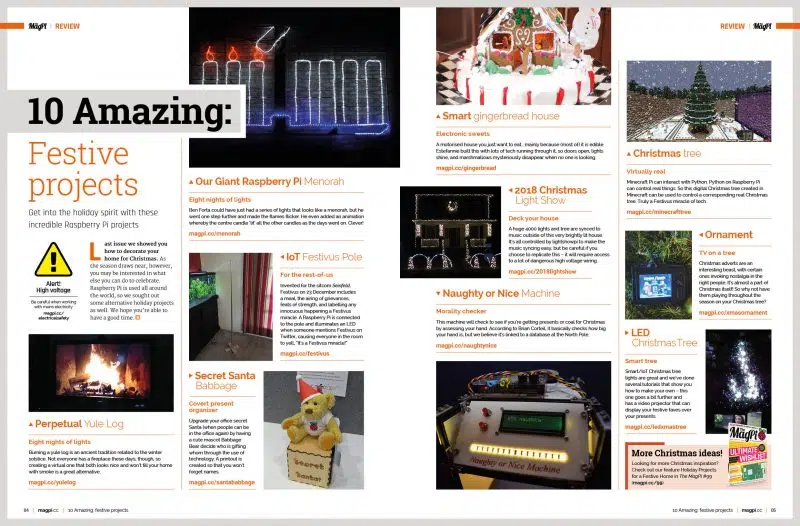 MagPi | REVIEW
10 Amazing:
Festive
projects
Get into the holiday spirit with these
incredible Raspberry Pi projects
Alert!
High voltage
Be careful when working
with mains electricity
magpi.cc/
electricalsafety
Last issue we showed you
how to decorate your
home for Christmas. As
the season draws near, however,
you may be interested in what
else you can do to celebrate.
Raspberry Pi is used all around
the world, so we sought out
some alternative holiday projects
as well. We hope you're able to
have a good time.
Perpetual Yule Log
Eight nights of lights
Burning a yule log is an ancient tradition related to the winter
solstice. Not everyone has a fireplace these days, though, so
creating a virtual one that both looks nice and won't fill your home
with smoke is a great alternative.
magpi.cc/yulelog
Our Giant Raspberry Pi Menorah
Eight nights of lights
Ben Forta could have just had a series of lights that looks like a menorah, but he
went one step further and made the flames flicker. He even added an animation
whereby the centre candle 'lit' all the other candles as the days went on. Clever!
magpi.cc/menorah
IoT Festivus Pole
For the rest-of-us
Invented for the sitcom Seinfeld,
Festivus on 23 December includes
a meal, the airing of grievances,
feats of strength, and labelling any
innocuous happening a Festivus
miracle. A Raspberry Pi is connected
to the pole and illuminates an LED
when someone mentions Festivus on
Twitter, causing everyone in the room
to yell, "It's a Festivus miracle!"
magpi.cc/festivus
Secret Santa
Babbage
Covert present
organizer
Upgrade your office secret
Santa (when people can be
in the office again) by having
a cute mascot Babbage
Bear decide who is gifting
whom through the use of
technology. A printout is
created so that you won't
forget names.
magpi.cc/santababbage
Secret
Santa
84 | magpi.cc | 10 Amazing: festive projects
REVIEW | MagPi
Smart gingerbread house
Electronic sweets
A motorised house you just want to eat... mainly because (most of) it is edible.
Estefannie built this with lots of tech running through it, so doors open, lights
shine, and marshmallows mysteriously disappear when no one is looking.
magpi.cc/gingerbread
2018 Christmas
Light Show
Deck your house
A huge 4000 lights and tree are synced to
music outside of this very brightly lit house.
It's all controlled by lightshowpi to make the
music syncing easy, but be careful if you
choose to replicate this – it will require access
to a lot of dangerous high voltage wiring.
magpi.cc/2018lightshow
Naughty or Nice Machine
Morality checker
This machine will check to see if you're getting presents or coal for Christmas
by assessing your hand. According to Brian Corteil, it basically checks how big
your hand is, but we believe it's linked to a database at the North Pole.
magpi.cc/naughtynice
Naughty or Nice Machine
Christmas tree
Virtually real
Minecraft Pi can interact with Python. Python on Raspberry Pi
can control real things. So this digital Christmas tree created in
Minecraft can be used to control a corresponding real Christmas
tree. Truly a Festivus miracle of tech.
magpi.cc/minecrafttree
Ornament
TV on a tree
Christmas adverts are an
interesting beast, with certain
ones invoking nostalgia in the
right people. It's almost a part of
Christmas itself! So why not have
them playing throughout the
season on your Christmas tree?
magpi.cc/xmasornament
LED
Christmas Tree
Smart tree
Smart/IoT Christmas tree
lights are great and we've done
several tutorials that show you
how to make your own – this
one goes a bit further and
has a video projector that can
display your festive faves over
your presents.
magpi.cc/ledxmastree
More Christmas ideas!
Looking for more Christmas inspiration?
Check out our feature Holiday Projects
for a Festive Home in The MagPi #99
(magpi.cc/99)
MagPi
ULTIMATE
WISHLIST
10 Amazing: festive projects | magpi.cc | 85